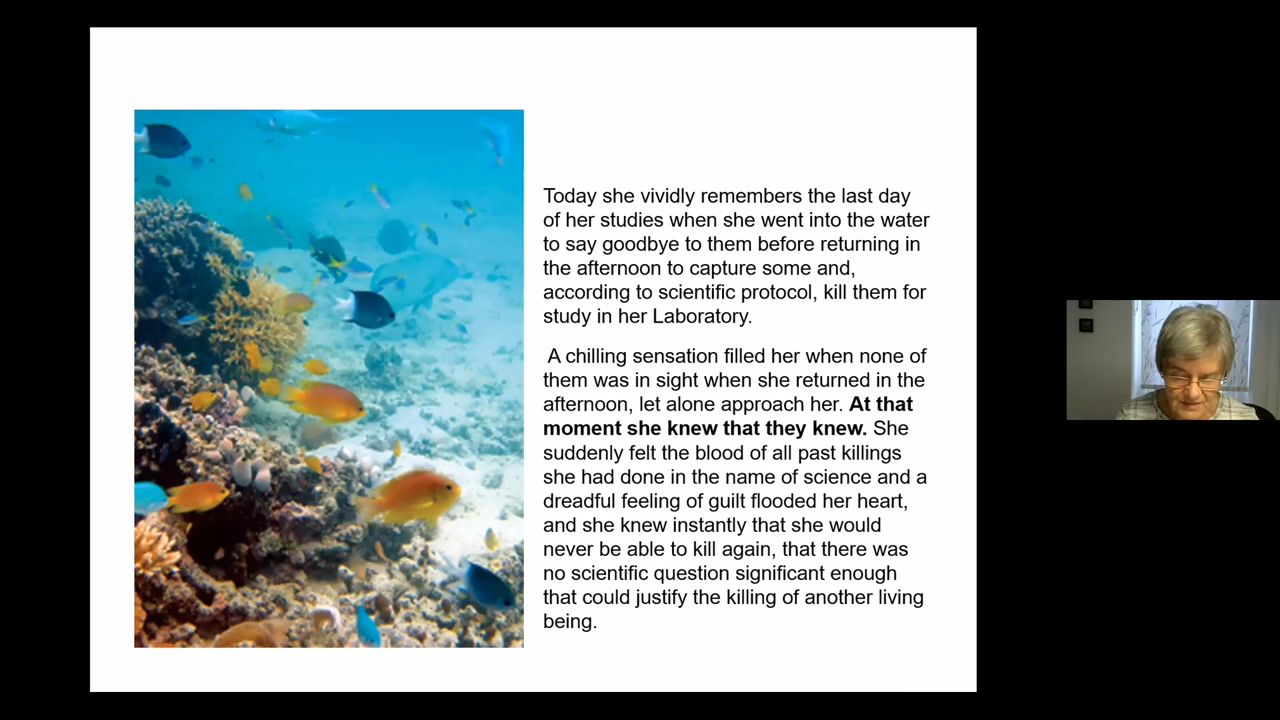 Today she vividly remembers the last day
of her studies when she went into the water
to say goodbye to them before returning in
the afternoon to capture some and,
according to scientific protocol, kill them for
study in her Laboratory.
A chilling sensation filled her when none of
them was in sight when she returned in the
afternoon, let alone approach her. At that
moment she knew that they knew. She
suddenly felt the blood of all past killings
she had done in the name of science and a
dreadful feeling of guilt flooded her heart,
and she knew instantly that she would
never be able to kill again, that there was
no scientific question significant enough
that could justify the killing of another living
being.